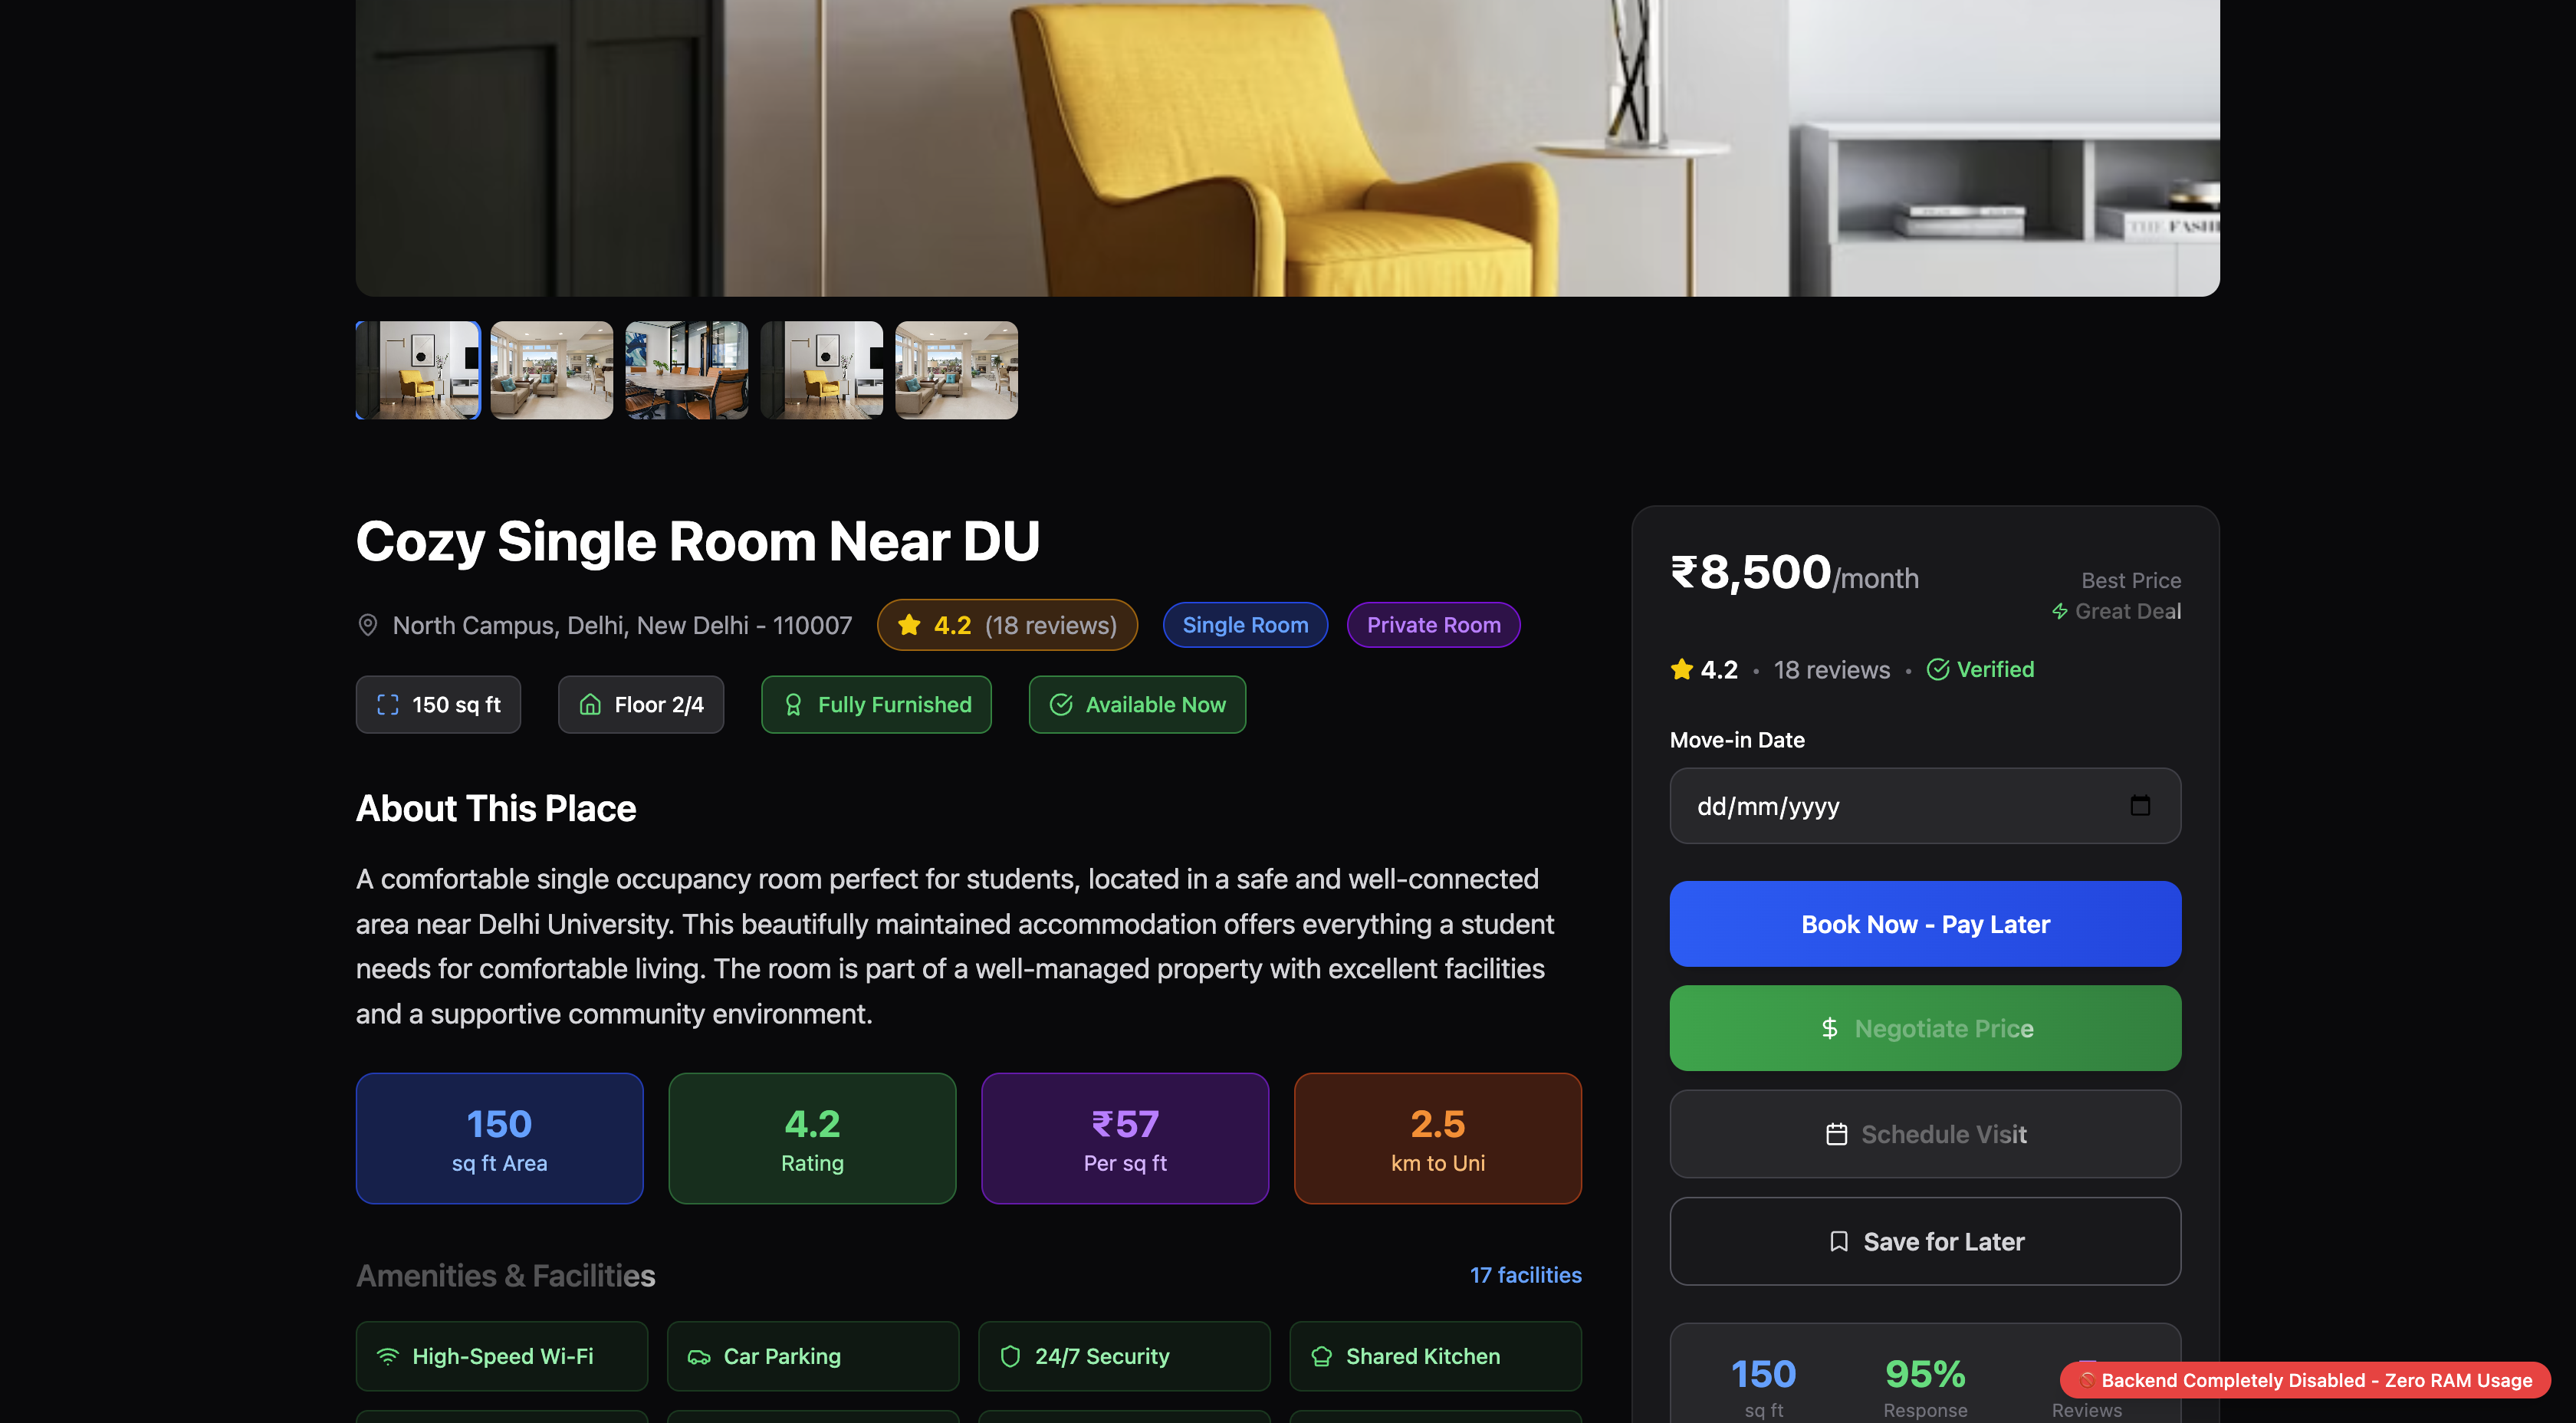 THE FASHI
Cozy Single Room Near DU
North Campus, Delhi, New Delhi - 110007
4.2 (18 reviews)
Single Room
Private Room
150 sq ft
Floor 2/4
Fully Furnished
Available Now
About This Place
A comfortable single occupancy room perfect for students, located in a safe and well-connected
area near Delhi University. This beautifully maintained accommodation offers everything a student
needs for comfortable living. The room is part of a well-managed property with excellent facilities
and a supportive community environment.
150
sq ft Area
4.2
Rating
₹57
Per sq ft
2.5
km to Uni
Amenities & Facilities
17 facilities
High-Speed Wi-Fi
Car Parking
24/7 Security
Shared Kitchen
₹8,500/month
Best Price
Great Deal
4.2 • 18 reviews • Verified
Move-in Date
dd/mm/yyyy
Book Now - Pay Later
$ Negotiate Price
Schedule Visit
Save for Later
150
sq ft
95%
Response
Reviews
Backend Completely Disabled - Zero RAM Usage